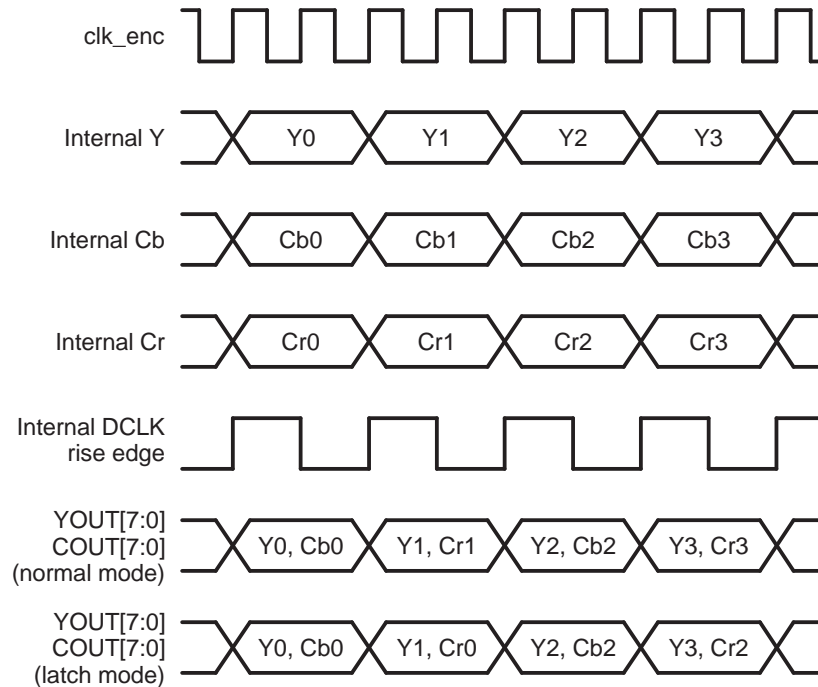 clk_enc
Internal Y
Y0 Y1 Y2 Y3
Internal Cb
Cb0 Cb1 Cb2 Cb3
Internal Cr
Cr0 Cr1 Cr2 Cr3
Internal DCLK
rise edge
YOUT[7:0]
COUT[7:0]
(normal mode)
Y0, Cb0 Y1, Cr1 Y2, Cb2 Y3, Cr3
YOUT[7:0]
COUT[7:0]
(latch mode)
Y0, Cb0 Y1, Cr0 Y2, Cb2 Y3, Cr2